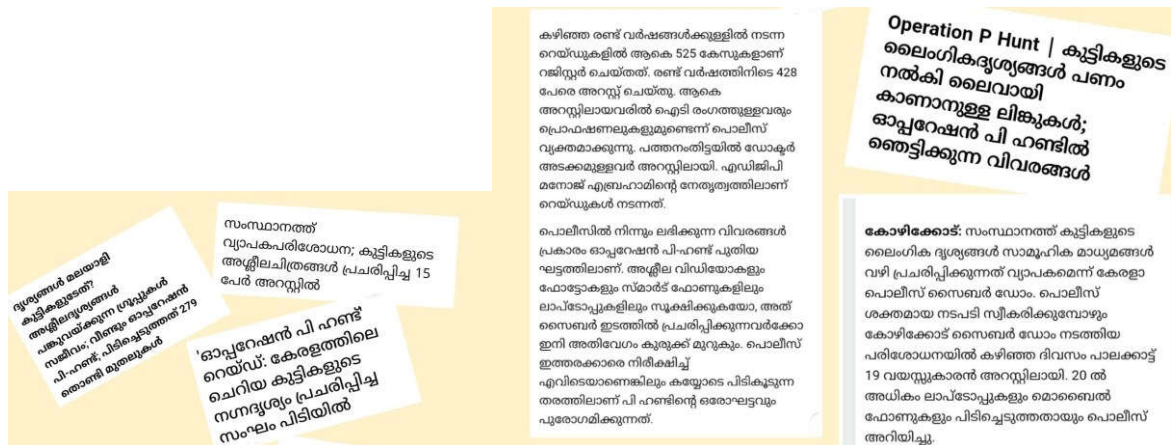 ദൃശ്യങ്ങൾ മലയാളി
കുട്ടികളുടേത്?
അശ്ലീലദൃശ്യങ്ങൾ
പങ്കുവയ്ക്കുന്ന ഗ്രൂപ്പുകൾ
സജീവം; വീണ്ടും ഓപ്പറേഷൻ
പി-ഹണ്ട്; പിടിച്ചെടുത്തത് 279
തൊണ്ടി മുതലുകൾ
സംസ്ഥാനത്ത്
വ്യാപകപരിശോധന; കുട്ടികളുടെ
അശ്ലീലചിത്രങ്ങൾ പ്രചരിപ്പിച്ച 15
പേർ അറസ്റ്റിൽ
'ഓപ്പറേഷൻ പി ഹണ്ട്
റെയ്ഡ്: കേരളത്തിലെ
ചെറിയ കുട്ടികളുടെ
നഗ്നദൃശ്യം പ്രചരിപ്പിച്ച
സംഘം പിടിയിൽ
കഴിഞ്ഞ രണ്ട് വർഷങ്ങൾക്കുള്ളിൽ നടന്ന
റെയ്ഡുകളിൽ ആകെ 525 കേസുകളാണ്
റജിസ്റ്റർ ചെയ്തത്. രണ്ട് വർഷത്തിനിടെ 428
പേരെ അറസ്റ്റ് ചെയ്തു. ആകെ
അറസ്റ്റിലായവരിൽ ഐടി രംഗത്തുള്ളവരും
പ്രൊഫഷണലുകളുമുണ്ടെന്ന് പൊലീസ്
വ്യക്തമാക്കുന്നു. പത്തനംതിട്ടയിൽ ഡോക്ടർ
അടക്കമുള്ളവർ അറസ്റ്റിലായി. എഡിജിപി
മനോജ് എബ്രഹാമിന്റെ നേതൃത്വത്തിലാണ്
റെയ്ഡുകൾ നടന്നത്.
പൊലീസിൽ നിന്നും ലഭിക്കുന്ന വിവരങ്ങൾ
പ്രകാരം ഓപ്പറേഷൻ പി-ഹണ്ട് പുതിയ
ഘട്ടത്തിലാണ്. അശ്ലീല വിഡിയോകളും
ഫോട്ടോകളും സ്മാർട് ഫോണുകളിലും
ലാപ്ടോപ്പുകളിലും സൂക്ഷിക്കുകയോ, അത്
സൈബർ ഇടത്തിൽ പ്രചരിപ്പിക്കുന്നവർക്കോ
ഇനി അതിവേഗം കുരുക്ക് മുറുകും. പൊലീസ്
ഇത്തരക്കാരെ നിരീക്ഷിച്ച്
എവിടെയാണെങ്കിലും കയ്യോടെ പിടികൂടുന്ന
തരത്തിലാണ് പി ഹണ്ടിന്റെ ഒരോഘട്ടവും
പുരോഗമിക്കുന്നത്.
Operation P Hunt | കുട്ടികളുടെ
ലൈംഗികദൃശ്യങ്ങൾ പണം
നൽകി ലൈവായി
കാണാനുള്ള ലിങ്കുകൾ;
ഓപ്പറേഷൻ പി ഹണ്ടിൽ
ഞെട്ടിക്കുന്ന വിവരങ്ങൾ
കോഴിക്കോട്: സംസ്ഥാനത്ത് കുട്ടികളുടെ
ലൈംഗിക ദൃശ്യങ്ങൾ സാമൂഹിക മാധ്യമങ്ങൾ
വഴി പ്രചരിപ്പിക്കുന്നത് വ്യാപകമെന്ന് കേരളാ
പൊലീസ് സൈബർ ഡോം. പൊലീസ്
ശക്തമായ നടപടി സ്വീകരിക്കുമ്പോഴും
കോഴിക്കോട് സൈബർ ഡോം നടത്തിയ
പരിശോധനയിൽ കഴിഞ്ഞ ദിവസം പാലക്കാട്ട്
19 വയസ്സുകാരൻ അറസ്റ്റിലായി. 20 ൽ
അധികം ലാപ്ടോപ്പുകളും മൊബൈൽ
ഫോണുകളും പിടിച്ചെടുത്തതായും പൊലീസ്
അറിയിച്ചു.